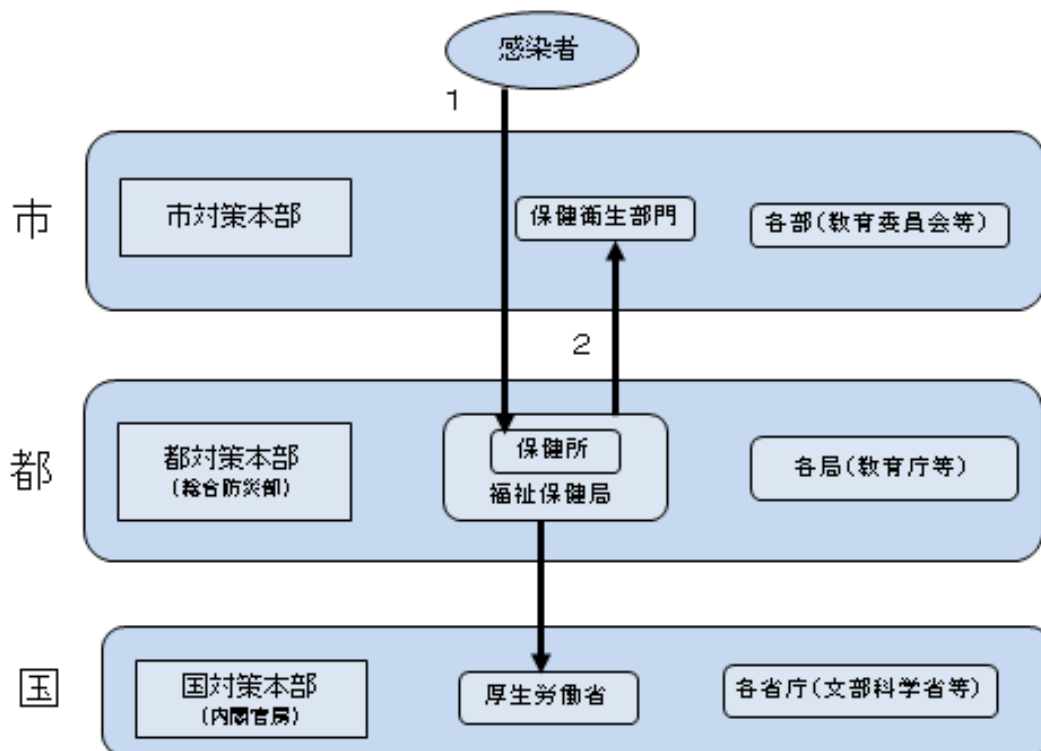 感染者
1
市
市対策本部
保健衛生部門
各部(教育委員会等)
2
都
都対策本部
(総合防災部)
保健所
福祉保健局
各局(教育庁等)
国
国対策本部
(内閣官房)
厚生労働省
各省庁(文部科学省等)